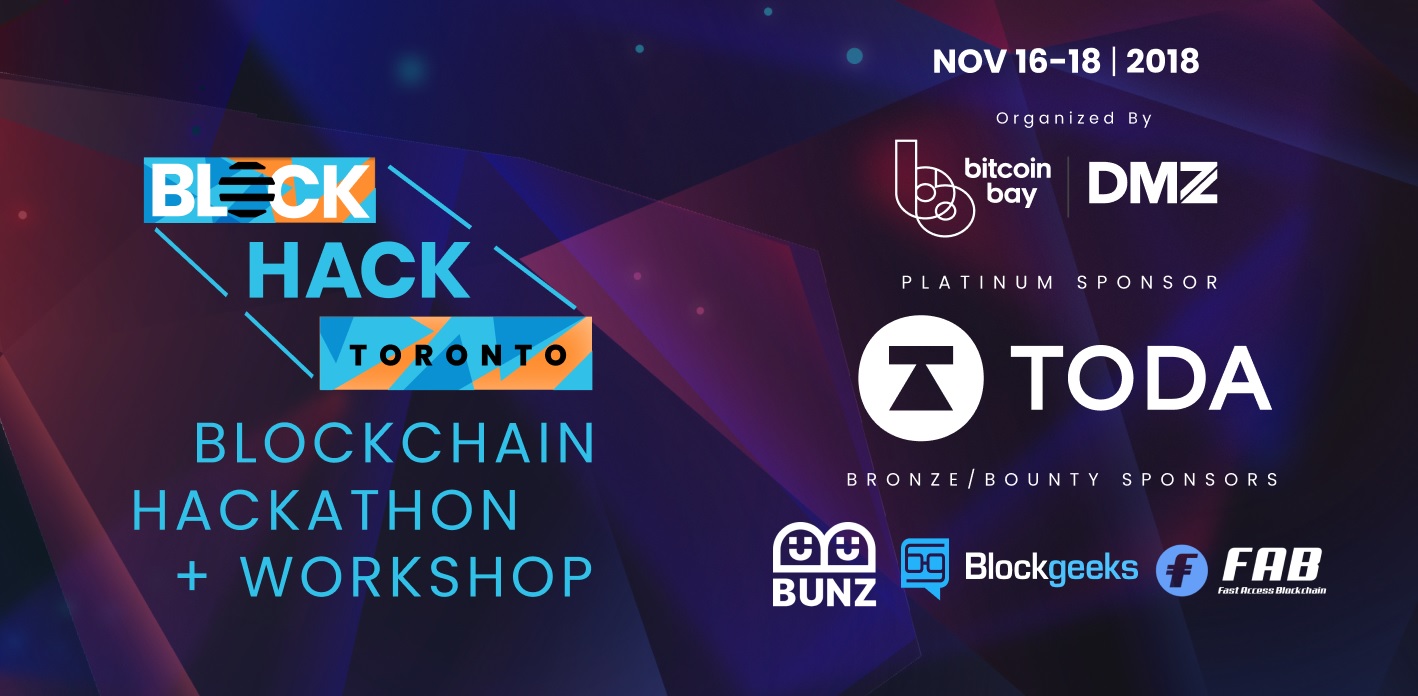 BLOCK
HACK
TORONTO
BLOCKCHAIN
HACKATHON
+ WORKSHOP
NOV 16-18 | 2018
Organized By
bitcoin
bay
DMZ
PLATINUM SPONSOR
TODA
BRONZE/BOUNTY SPONSORS
BUNZ
Blockgeeks
FAB
Fast Access Blockchain